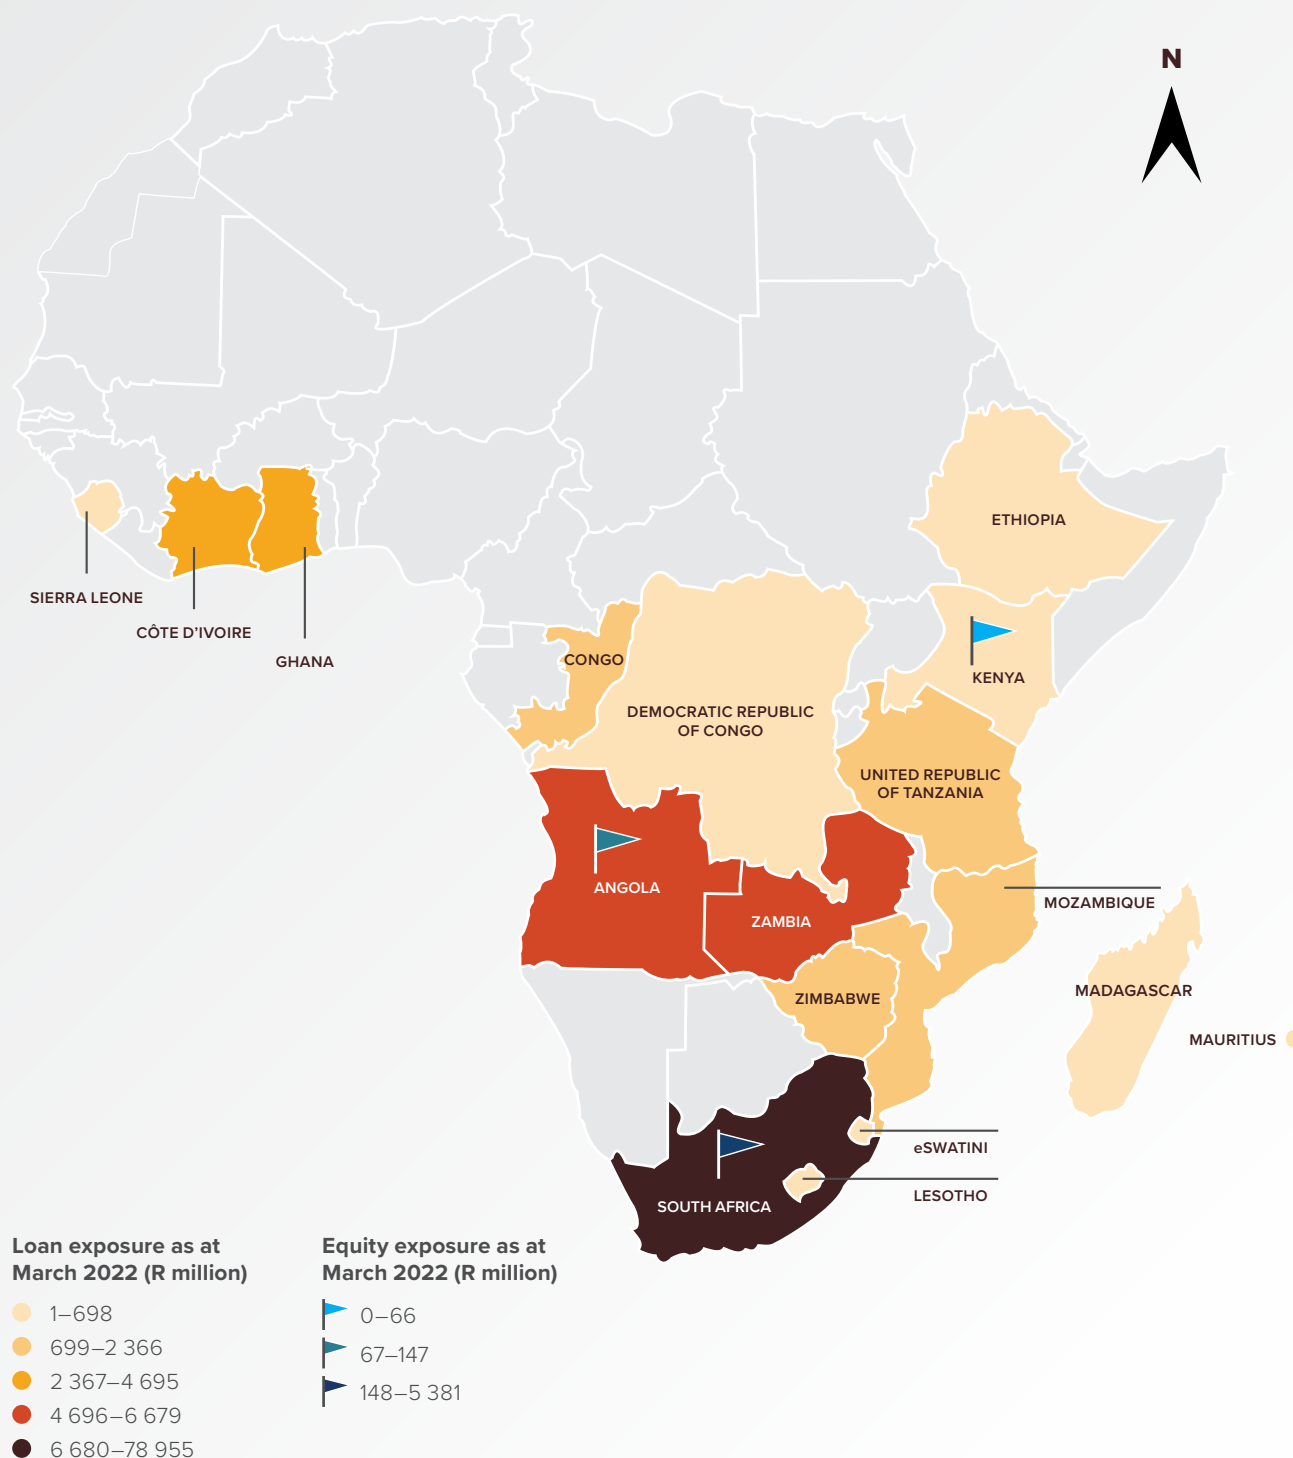 N
ETHIOPIA
SIERRA LEONE
CÔTE D'IVOIRE
GHANA
CONGO
KENYA
DEMOCRATIC REPUBLIC
OF CONGO
UNITED REPUBLIC
OF TANZANIA
ANGOLA
MOZAMBIQUE
ZAMBIA
MADAGASCAR
ZIMBABWE
MAURITIUS
eSWATINI
LESOTHO
SOUTH AFRICA
Loan exposure as at
March 2022 (R million)
1–698
699–2 366
2 367–4 695
4 696–6 679
6 680–78 955
Equity exposure as at
March 2022 (R million)
0–66
67–147
148–5 381